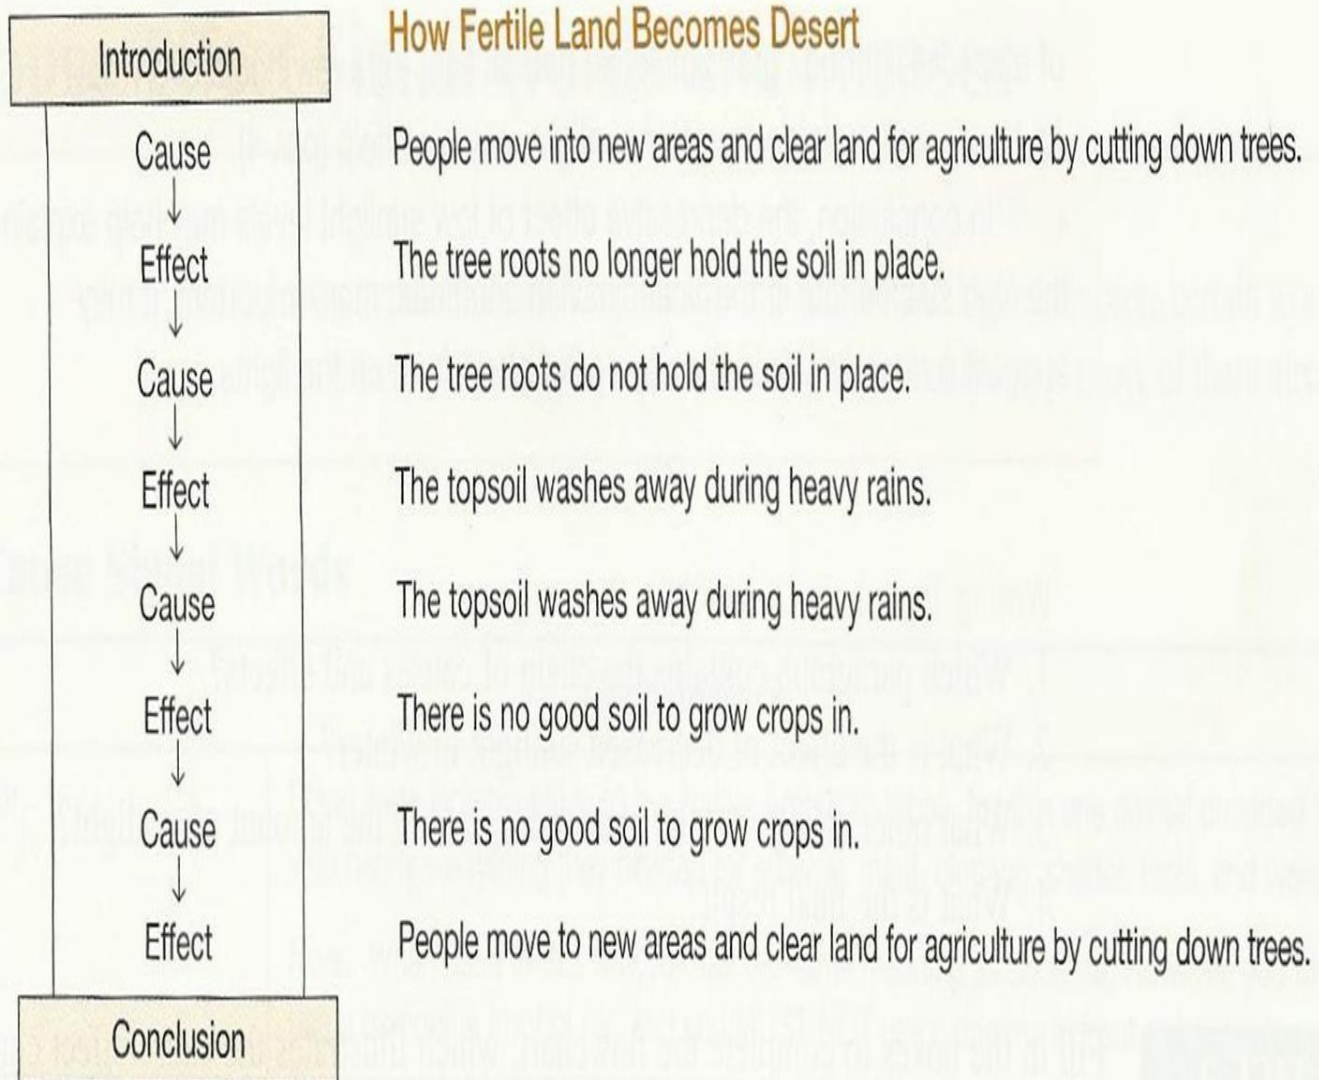 How Fertile Land Becomes Desert
Introduction
Cause People move into new areas and clear land for agriculture by cutting down trees.
Effect The tree roots no longer hold the soil in place.
Cause The tree roots do not hold the soil in place.
Effect The topsoil washes away during heavy rains.
Cause The topsoil washes away during heavy rains.
Effect There is no good soil to grow crops in.
Cause There is no good soil to grow crops in.
Effect People move to new areas and clear land for agriculture by cutting down trees.
Conclusion